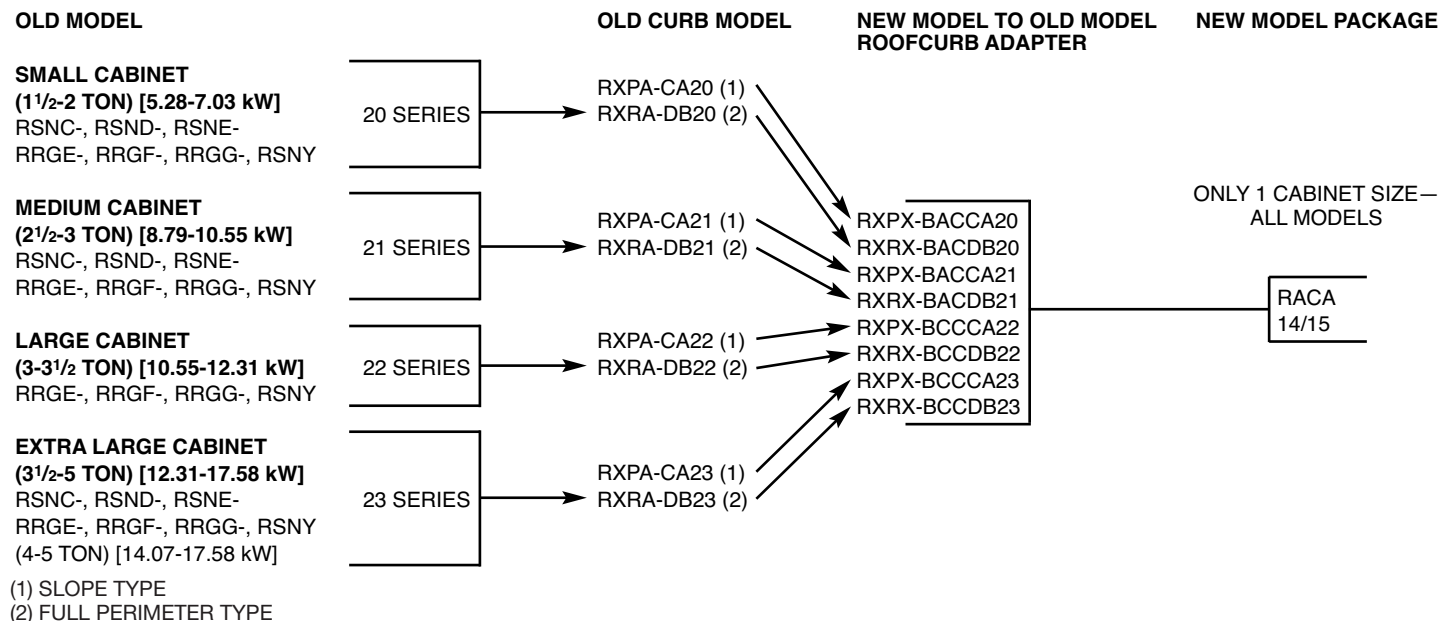 OLD MODEL
OLD CURB MODEL
NEW MODEL TO OLD MODEL
ROOFCURB ADAPTER
NEW MODEL PACKAGE
SMALL CABINET
(1 1/2-2 TON) [5.28-7.03 kW]
RSNC-, RSND-, RSNE-
RRGE-, RRGF-, RRGG-, RSNY
20 SERIES
RXPA-CA20 (1)
RXRA-DB20 (2)
MEDIUM CABINET
(2 1/2-3 TON) [8.79-10.55 kW]
RSNC-, RSND-, RSNE-
RRGE-, RRGF-, RRGG-, RSNY
21 SERIES
RXPA-CA21 (1)
RXRA-DB21 (2)
LARGE CABINET
(3-3 1/2 TON) [10.55-12.31 kW]
RRGE-, RRGF-, RRGG-, RSNY
22 SERIES
RXPA-CA22 (1)
RXRA-DB22 (2)
EXTRA LARGE CABINET
(3 1/2-5 TON) [12.31-17.58 kW]
RSNC-, RSND-, RSNE-
RRGE-, RRGF-, RRGG-, RSNY
(4-5 TON) [14.07-17.58 kW]
23 SERIES
RXPA-CA23 (1)
RXRA-DB23 (2)
RXPX-BACCA20
RXRX-BACDB20
RXPX-BACCA21
RXRX-BACDB21
RXPX-BCCCA22
RXRX-BCCDB22
RXPX-BCCCA23
RXRX-BCCDB23
ONLY 1 CABINET SIZE—
ALL MODELS
RACA
14/15
(1) SLOPE TYPE
(2) FULL PERIMETER TYPE